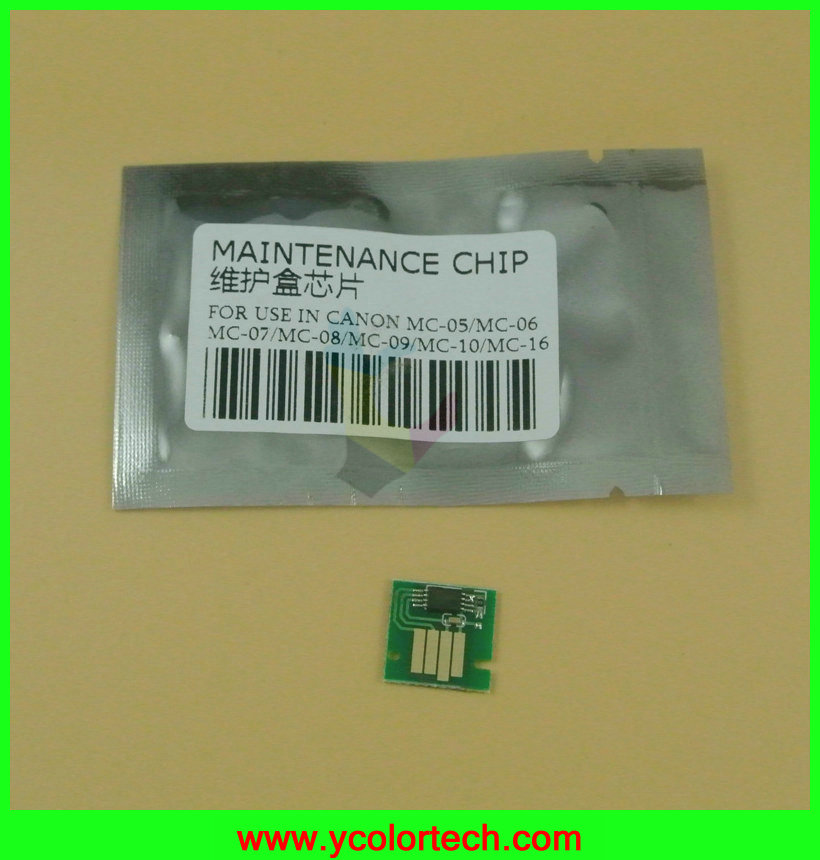 MAINTENANCE CHIP
维护盒芯片
FOR USE IN CANON MC-05/MC-06
MC-07/MC-08/MC-09/MC-10/MC-16
www.ycolortech.com